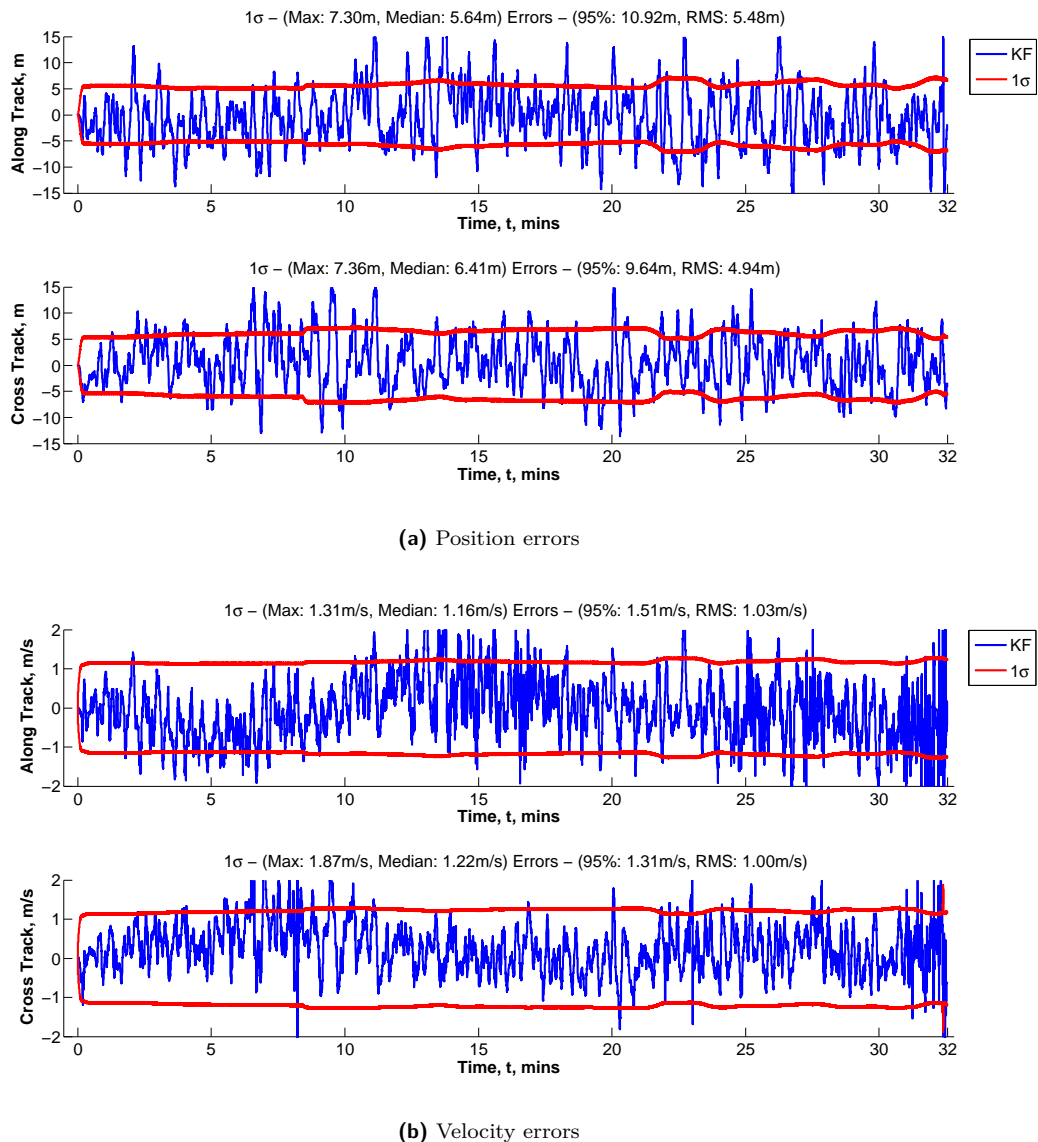 1σ − (Max: 7.30m, Median: 5.64m) Errors − (95%: 10.92m, RMS: 5.48m)
15
10
5
0
−5
−10
−15
Along Track, m
0 5 10 15 20 25 30 32
Time, t, mins
KF
1σ
1σ − (Max: 7.36m, Median: 6.41m) Errors − (95%: 9.64m, RMS: 4.94m)
15
10
5
0
−5
−10
−15
Cross Track, m
0 5 10 15 20 25 30 32
Time, t, mins
(a) Position errors
1σ − (Max: 1.31m/s, Median: 1.16m/s) Errors − (95%: 1.51m/s, RMS: 1.03m/s)
2
1
0
−1
−2
Along Track, m/s
0 5 10 15 20 25 30 32
Time, t, mins
KF
1σ
1σ − (Max: 1.87m/s, Median: 1.22m/s) Errors − (95%: 1.31m/s, RMS: 1.00m/s)
2
1
0
−1
−2
Cross Track, m/s
0 5 10 15 20 25 30 32
Time, t, mins
(b) Velocity errors